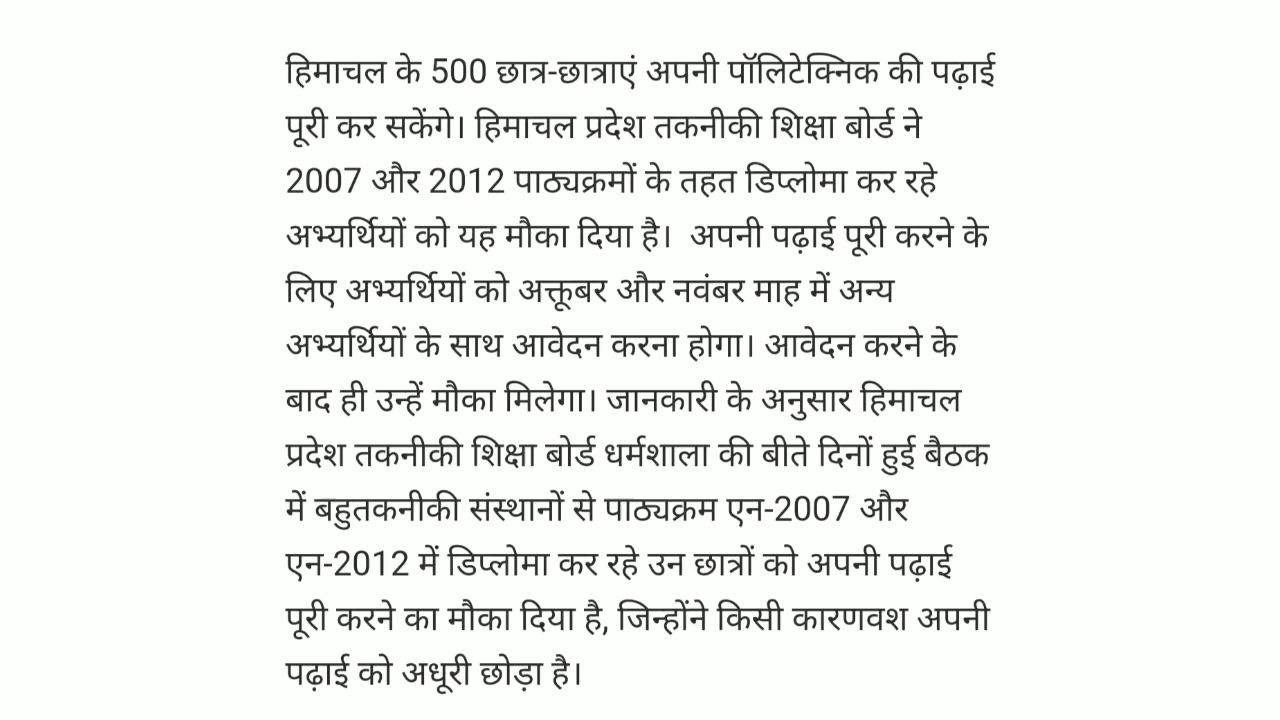 हिमाचल के 500 छात्र-छात्राएं अपनी पॉलिटेक्निक की पढ़ाई
पूरी कर सकेंगे। हिमाचल प्रदेश तकनीकी शिक्षा बोर्ड ने
2007 और 2012 पाठ्यक्रमों के तहत डिप्लोमा कर रहे
अभ्यर्थियों को यह मौका दिया है।  अपनी पढ़ाई पूरी करने के
लिए अभ्यर्थियों को अक्तूबर और नवंबर माह में अन्य
अभ्यर्थियों के साथ आवेदन करना होगा। आवेदन करने के
बाद ही उन्हें मौका मिलेगा। जानकारी के अनुसार हिमाचल
प्रदेश तकनीकी शिक्षा बोर्ड धर्मशाला की बीते दिनों हुई बैठक
में बहुतकनीकी संस्थानों से पाठ्यक्रम एन-2007 और
एन-2012 में डिप्लोमा कर रहे उन छात्रों को अपनी पढ़ाई
पूरी करने का मौका दिया है, जिन्होंने किसी कारणवश अपनी
पढ़ाई को अधूरी छोड़ा है।